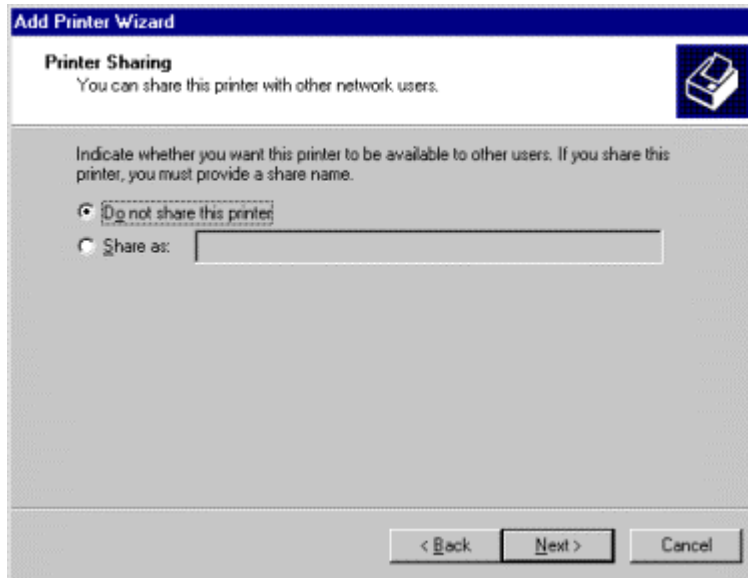 Add Printer Wizard
Printer Sharing
You can share this printer with other network users.
Indicate whether you want this printer to be available to other users. If you share this
printer, you must provide a share name.
Do not share this printer
Share as:
< Back
Next >
Cancel